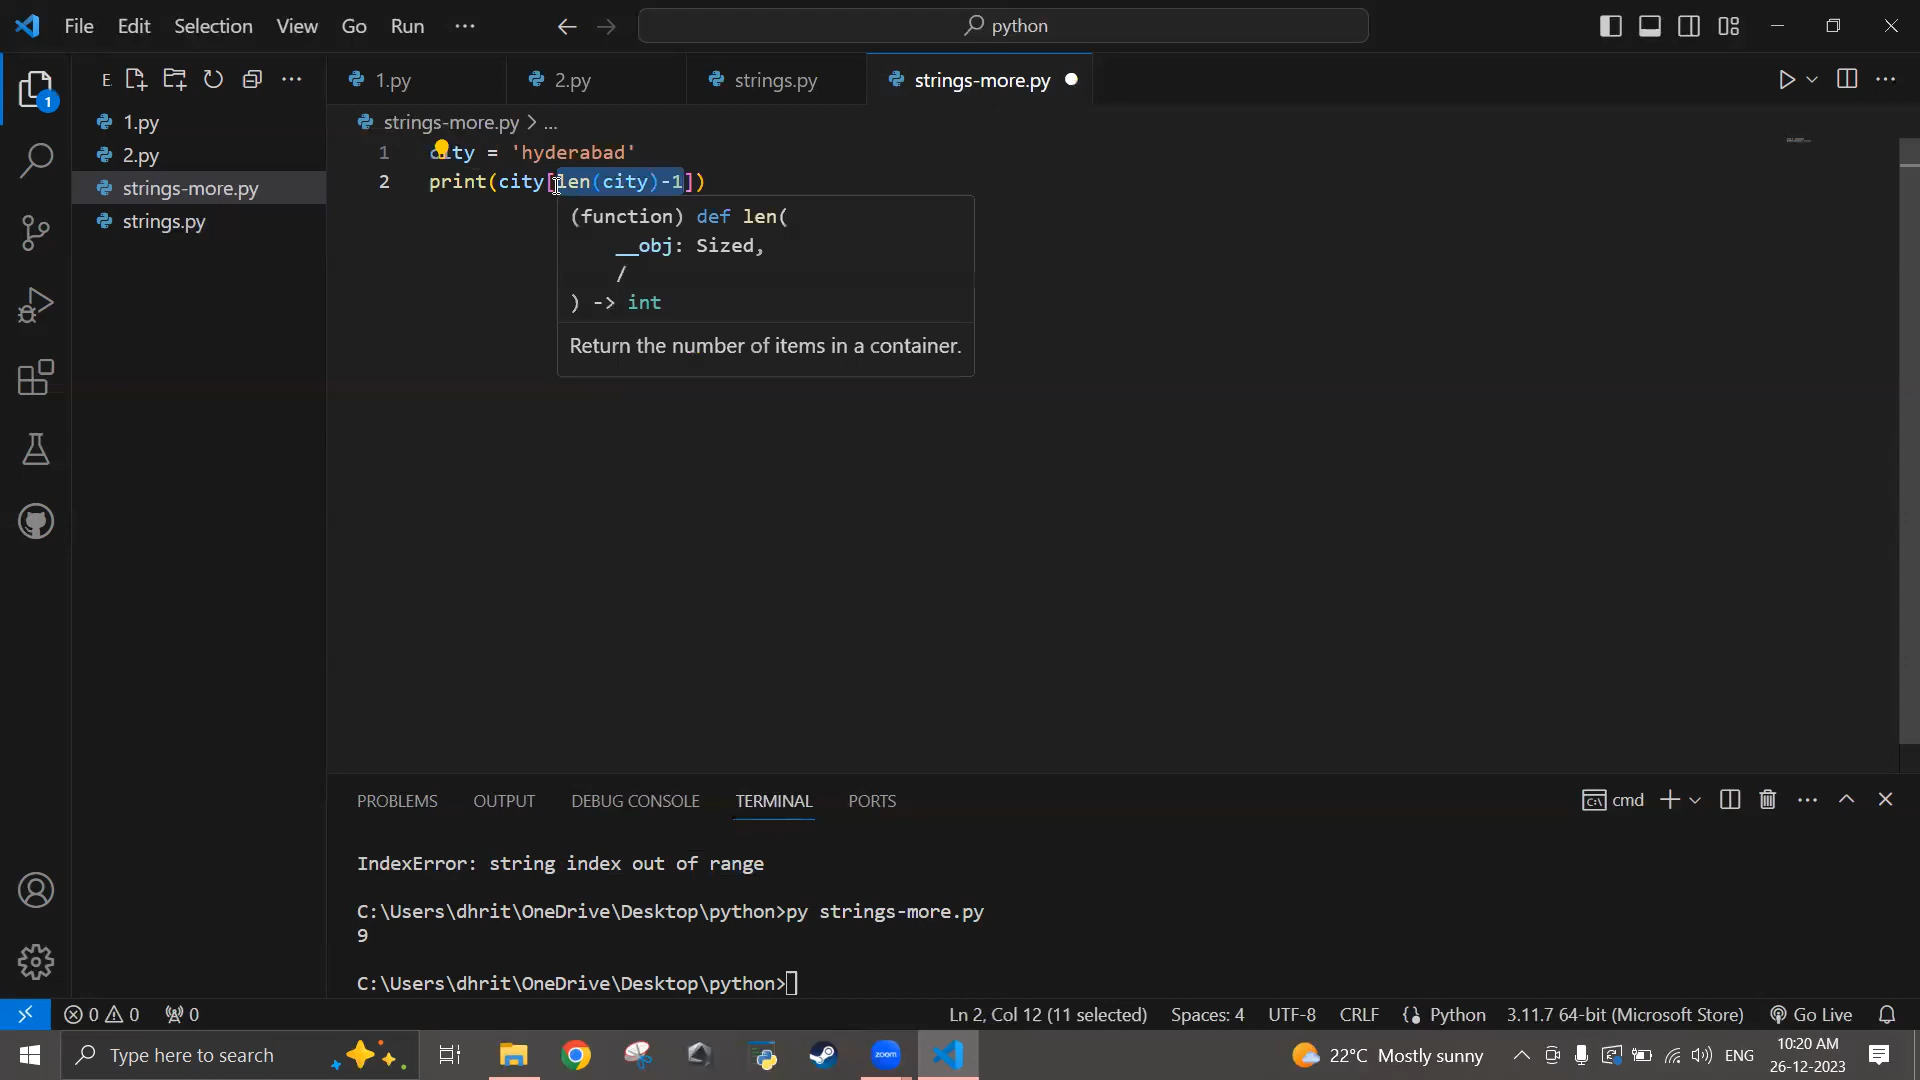 File Edit Selection View Go Run ...
python
E
1.py
2.py
strings.py
strings-more.py
strings-more.py > ...
1
1.py
2.py
strings-more.py
strings.py
1 city = 'hyderabad'
2 print(city[len(city)-1])
(function) def len(
__obj: Sized,
/
) -> int
Return the number of items in a container.
PROBLEMS OUTPUT DEBUG CONSOLE TERMINAL PORTS
cmd
IndexError: string index out of range
C:\Users\dhrit\OneDrive\Desktop\python>py strings-more.py
9
C:\Users\dhrit\OneDrive\Desktop\python>
0 0 0 Ln 2, Col 12 (11 selected) Spaces: 4 UTF-8 CRLF Python 3.11.7 64-bit (Microsoft Store) Go Live
Type here to search
zoom
22°C Mostly sunny
ENG
10:20 AM
26-12-2023